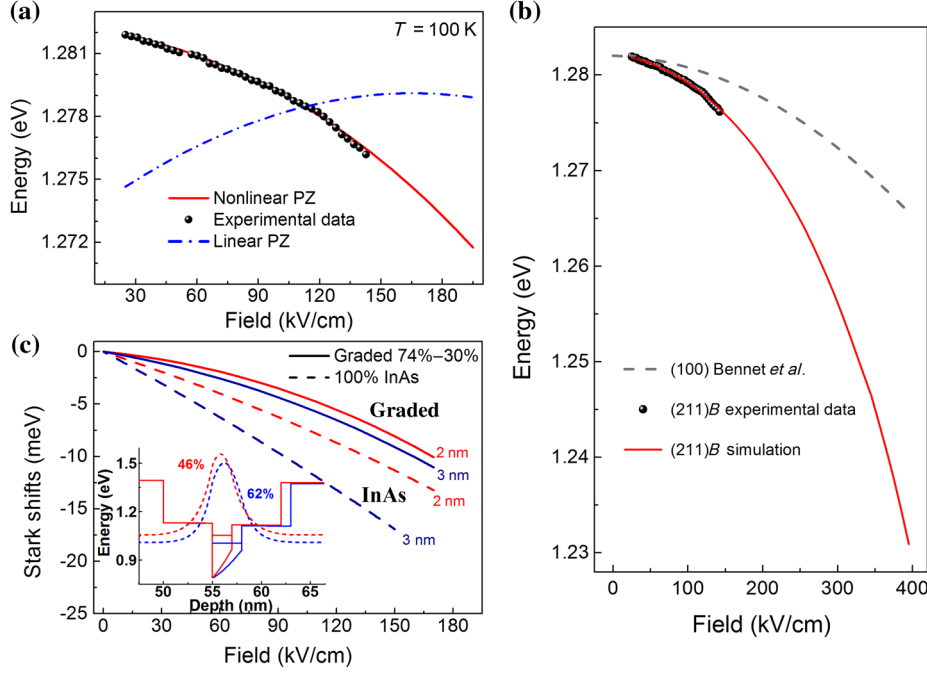 (a)
T = 100 K
1.281
1.278
1.275
1.272
Energy (eV)
Nonlinear PZ
Experimental data
Linear PZ
30
60
90
120
150
180
Field (kV/cm)
(c)
0
-5
-10
-15
-20
-25
Stark shifts (meV)
Graded 74%–30%
100% InAs
Graded
2 nm
3 nm
InAs
2 nm
3 nm
46%
62%
1.5
1.2
0.9
Energy (eV)
50
55
60
65
Depth (nm)
0
30
60
90
120
150
180
Field (kV/cm)
(b)
1.28
1.27
1.26
1.25
1.24
1.23
Energy (eV)
(100) Bennet et al.
(211)B experimental data
(211)B simulation
0
100
200
300
400
Field (kV/cm)